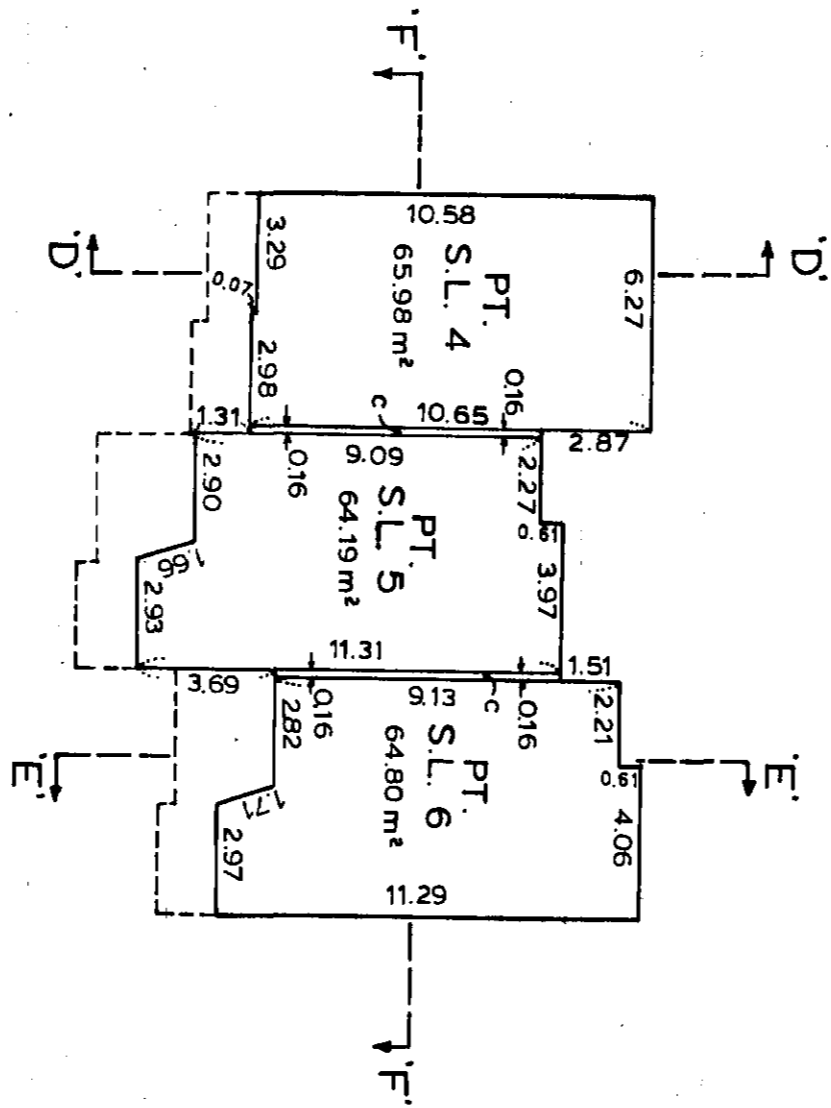 'F'
'D'
'D'
10.58
3.29
PT.
S.L. 4
65.98 m²
6.27
0.07
2.98
0.16
c
10.65
1.31
2.87
9.09
0.16
2.90
2.27
PT.
S.L. 5
64.19 m²
0.61
1.66
3.97
2.93
11.31
1.51
3.69
9.13
c
0.16
0.16
2.82
2.21
PT.
S.L. 6
64.80 m²
'E'
'E'
0.61
1.71
4.06
2.97
11.29
'F'